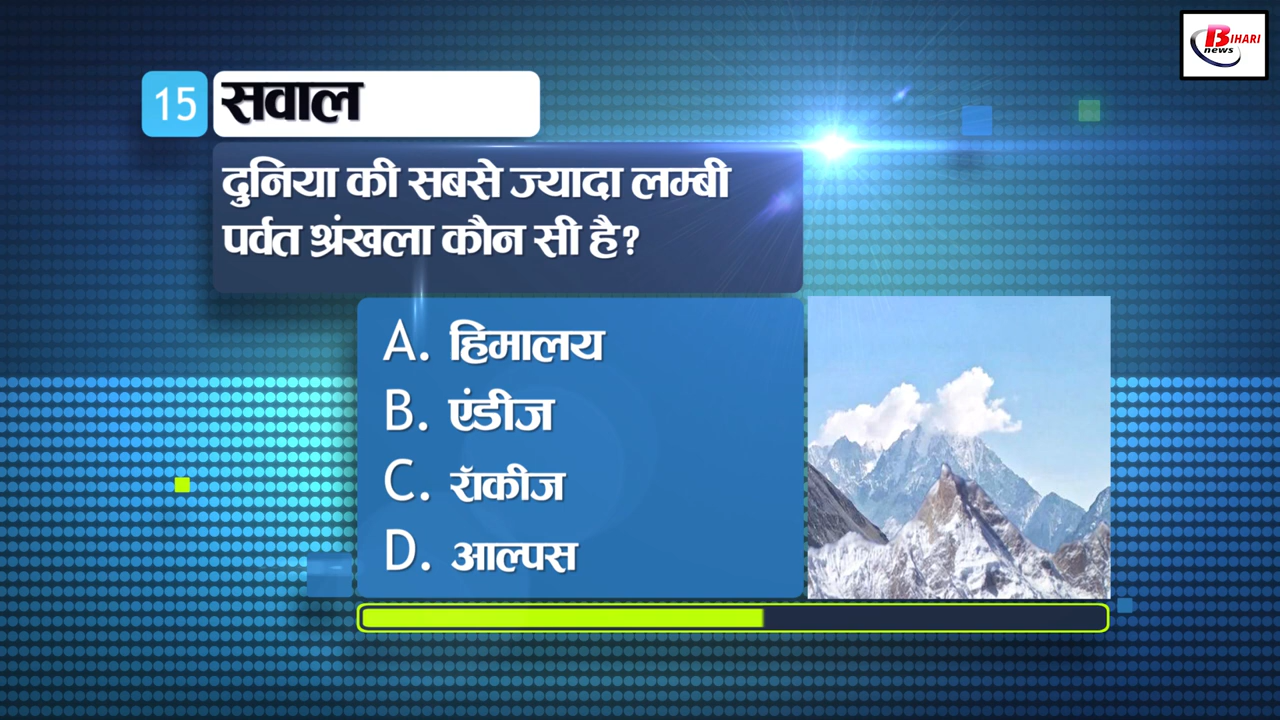 BIHARI
news
15 सवाल
दुनिया की सबसे ज्यादा लम्बी
पर्वत श्रंखला कौन सी है?
A. हिमालय
B. एंडीज
C. रॉकीज
D. आल्पस